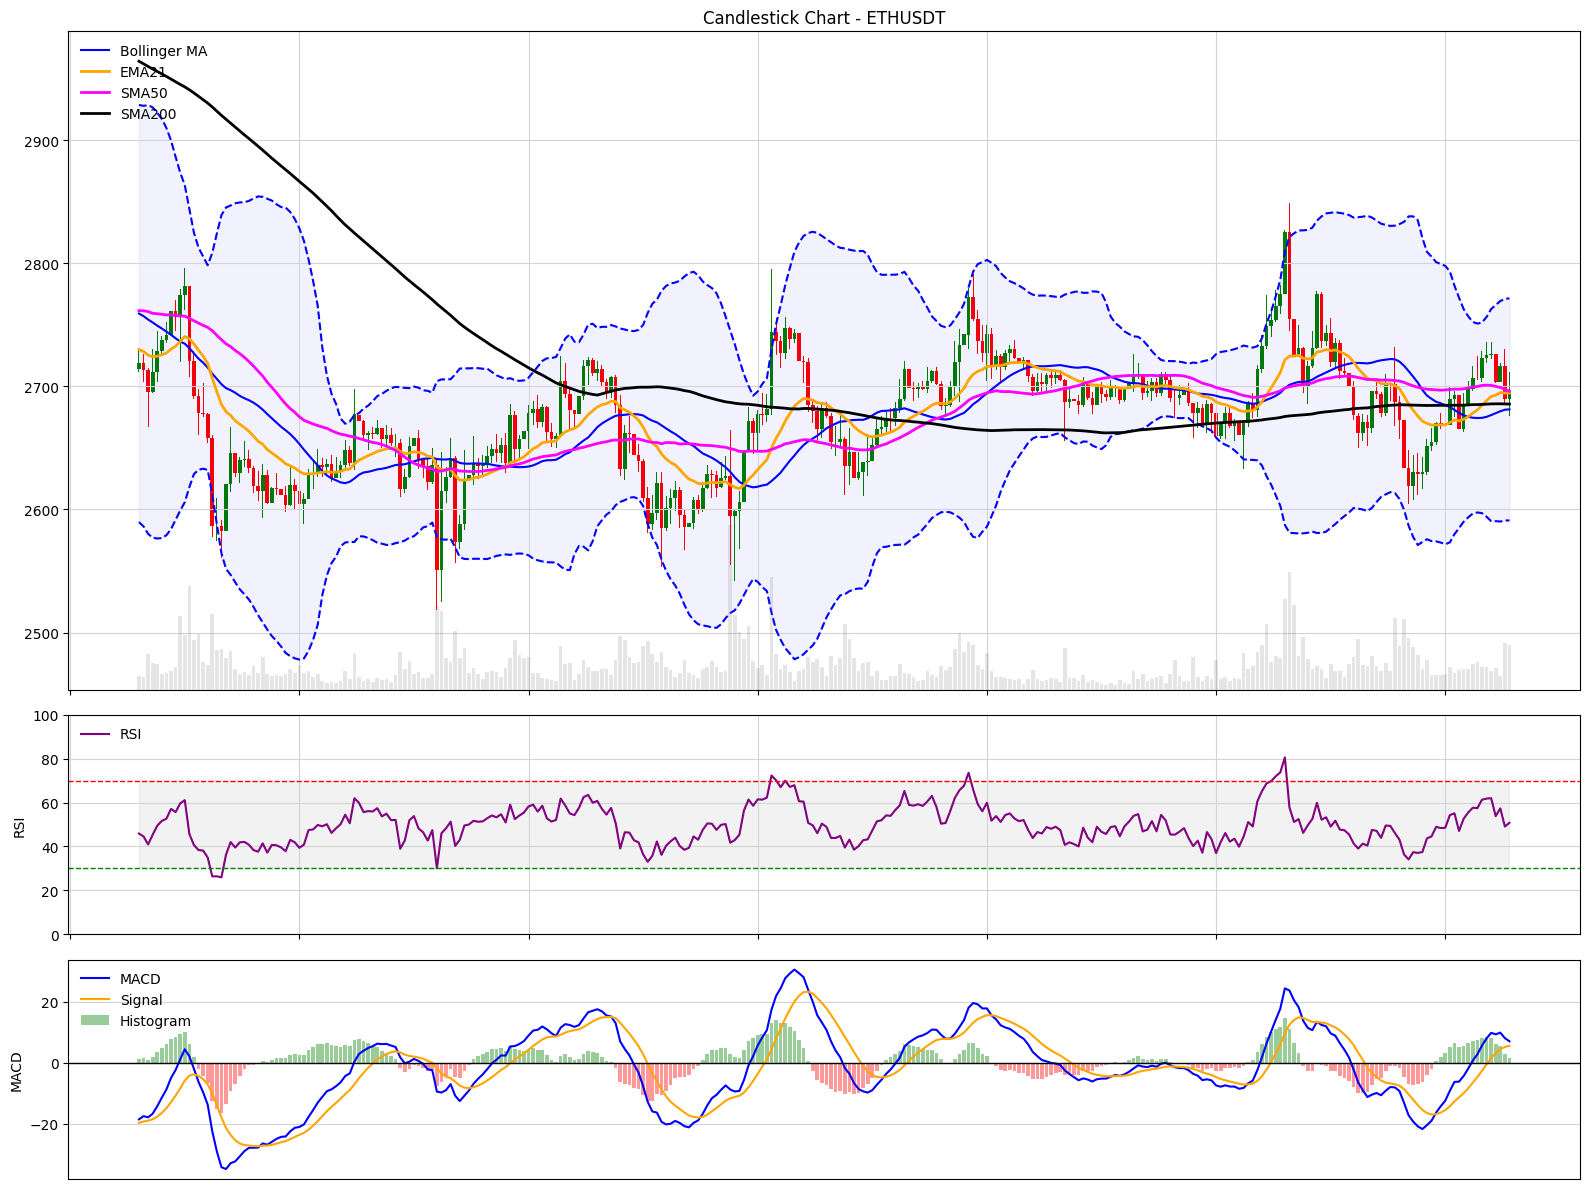 Candlestick Chart - ETHUSDT
Bollinger MA
EMA21
SMA50
SMA200
2900
2800
2700
2600
2500
100
80
60
40
20
0
RSI
RSI
20
0
−20
MACD
MACD
Signal
Histogram